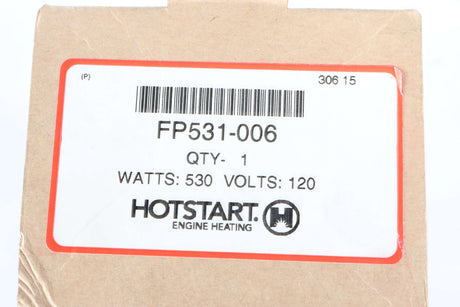 (P) 306 15
FP531-006
QTY- 1
WATTS: 530 VOLTS: 120
HOTSTART. H
ENGINE HEATING